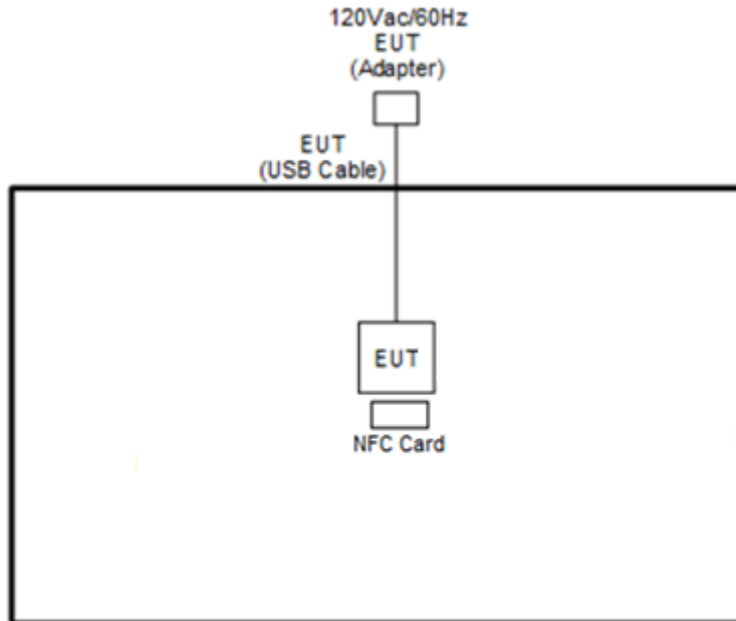 120Vac/60Hz
EUT
(Adapter)
EUT
(USB Cable)
EUT
NFC Card